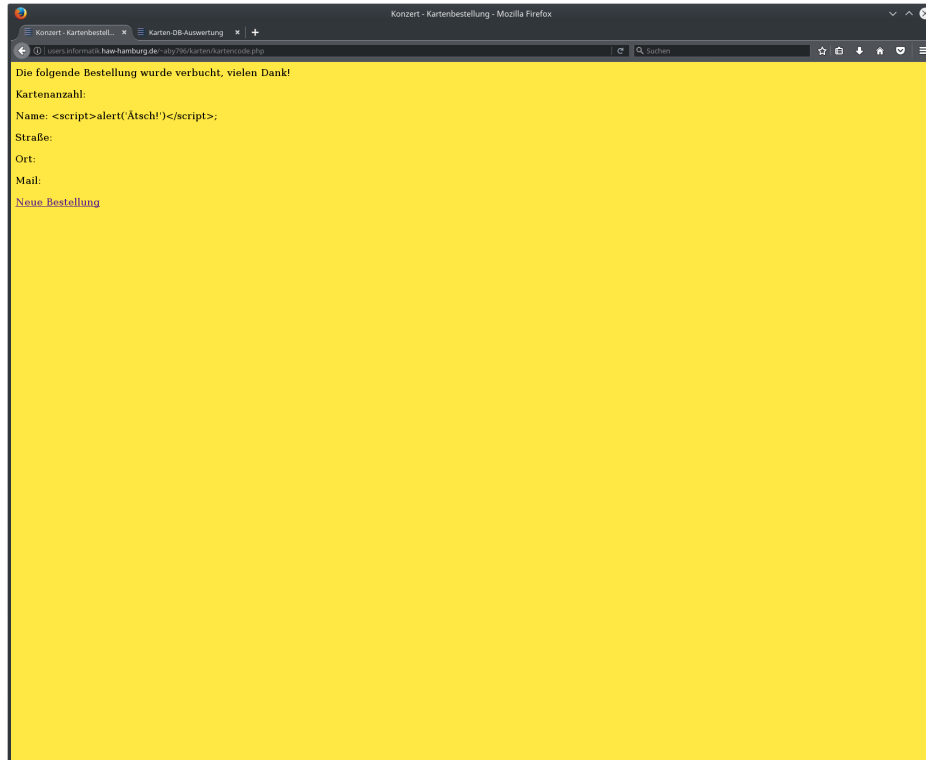 Konzert - Kartenbestellung - Mozilla Firefox
Konzert - Kartenbestell... × Karten-DB-Auswertung × +
users.informatik.haw-hamburg.de/~aby796/karten/kartencode.php Suchen
Die folgende Bestellung wurde verbucht, vielen Dank!
Kartenanzahl:
Name: <script>alert('Ätsch!')</script>;
Straße:
Ort:
Mail:
Neue Bestellung